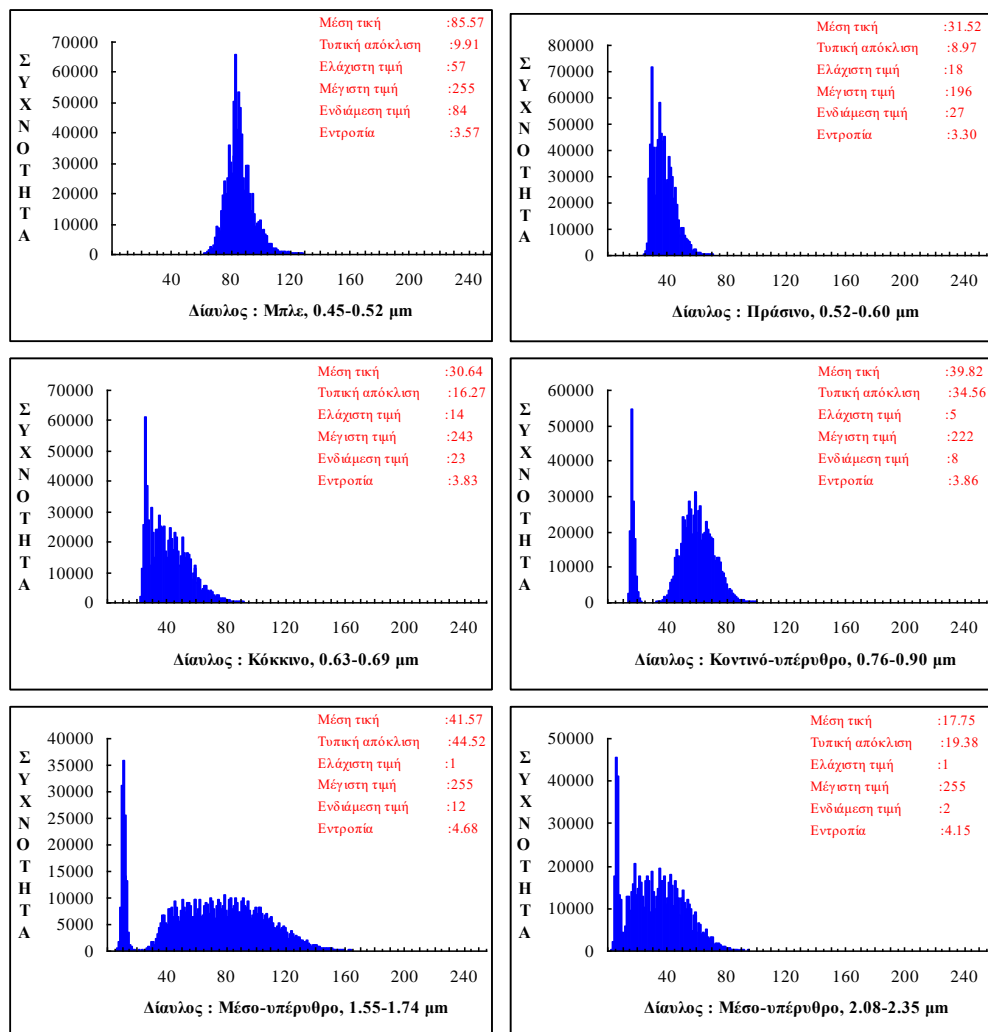 Μέση τική :85.57
Τυπική απόκλιση :9.91
Ελάχιστη τιμή :57
Μέγιστη τιμή :255
Ενδιάμεση τιμή :84
Εντροπία :3.57
ΣΥΧΝΟΤΗΤΑ
70000
60000
50000
40000
30000
20000
10000
0
40 80 120 160 200 240
Δίαυλος : Μπλε, 0.45-0.52 μm
Μέση τική :31.52
Τυπική απόκλιση :8.97
Ελάχιστη τιμή :18
Μέγιστη τιμή :196
Ενδιάμεση τιμή :27
Εντροπία :3.30
ΣΥΧΝΟΤΗΤΑ
80000
70000
60000
50000
40000
30000
20000
10000
0
40 80 120 160 200 240
Δίαυλος : Πράσινο, 0.52-0.60 μm
Μέση τική :30.64
Τυπική απόκλιση :16.27
Ελάχιστη τιμή :14
Μέγιστη τιμή :243
Ενδιάμεση τιμή :23
Εντροπία :3.83
ΣΥΧΝΟΤΗΤΑ
70000
60000
50000
40000
30000
20000
10000
0
40 80 120 160 200 240
Δίαυλος : Κόκκινο, 0.63-0.69 μm
Μέση τική :39.82
Τυπική απόκλιση :34.56
Ελάχιστη τιμή :5
Μέγιστη τιμή :222
Ενδιάμεση τιμή :8
Εντροπία :3.86
ΣΥΧΝΟΤΗΤΑ
60000
50000
40000
30000
20000
10000
0
40 80 120 160 200 240
Δίαυλος : Κοντινό-υπέρυθρο, 0.76-0.90 μm
Μέση τική :41.57
Τυπική απόκλιση :44.52
Ελάχιστη τιμή :1
Μέγιστη τιμή :255
Ενδιάμεση τιμή :12
Εντροπία :4.68
ΣΥΧΝΟΤΗΤΑ
40000
35000
30000
25000
20000
15000
10000
5000
0
40 80 120 160 200 240
Δίαυλος : Μέσο-υπέρυθρο, 1.55-1.74 μm
Μέση τική :17.75
Τυπική απόκλιση :19.38
Ελάχιστη τιμή :1
Μέγιστη τιμή :255
Ενδιάμεση τιμή :2
Εντροπία :4.15
ΣΥΧΝΟΤΗΤΑ
50000
40000
30000
20000
10000
0
40 80 120 160 200 240
Δίαυλος : Μέσο-υπέρυθρο, 2.08-2.35 μm